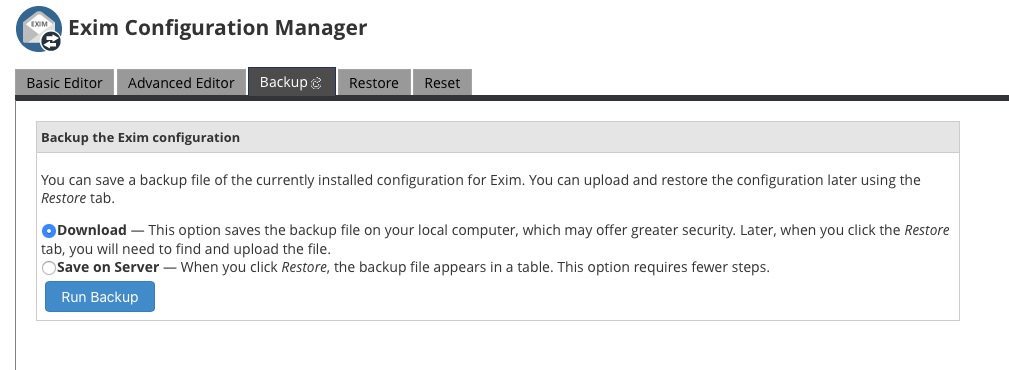 EXIM
Exim Configuration Manager
Basic Editor
Advanced Editor
Backup
Restore
Reset
Backup the Exim configuration
You can save a backup file of the currently installed configuration for Exim. You can upload and restore the configuration later using the
Restore tab.
Download — This option saves the backup file on your local computer, which may offer greater security. Later, when you click the Restore
tab, you will need to find and upload the file.
Save on Server — When you click Restore, the backup file appears in a table. This option requires fewer steps.
Run Backup